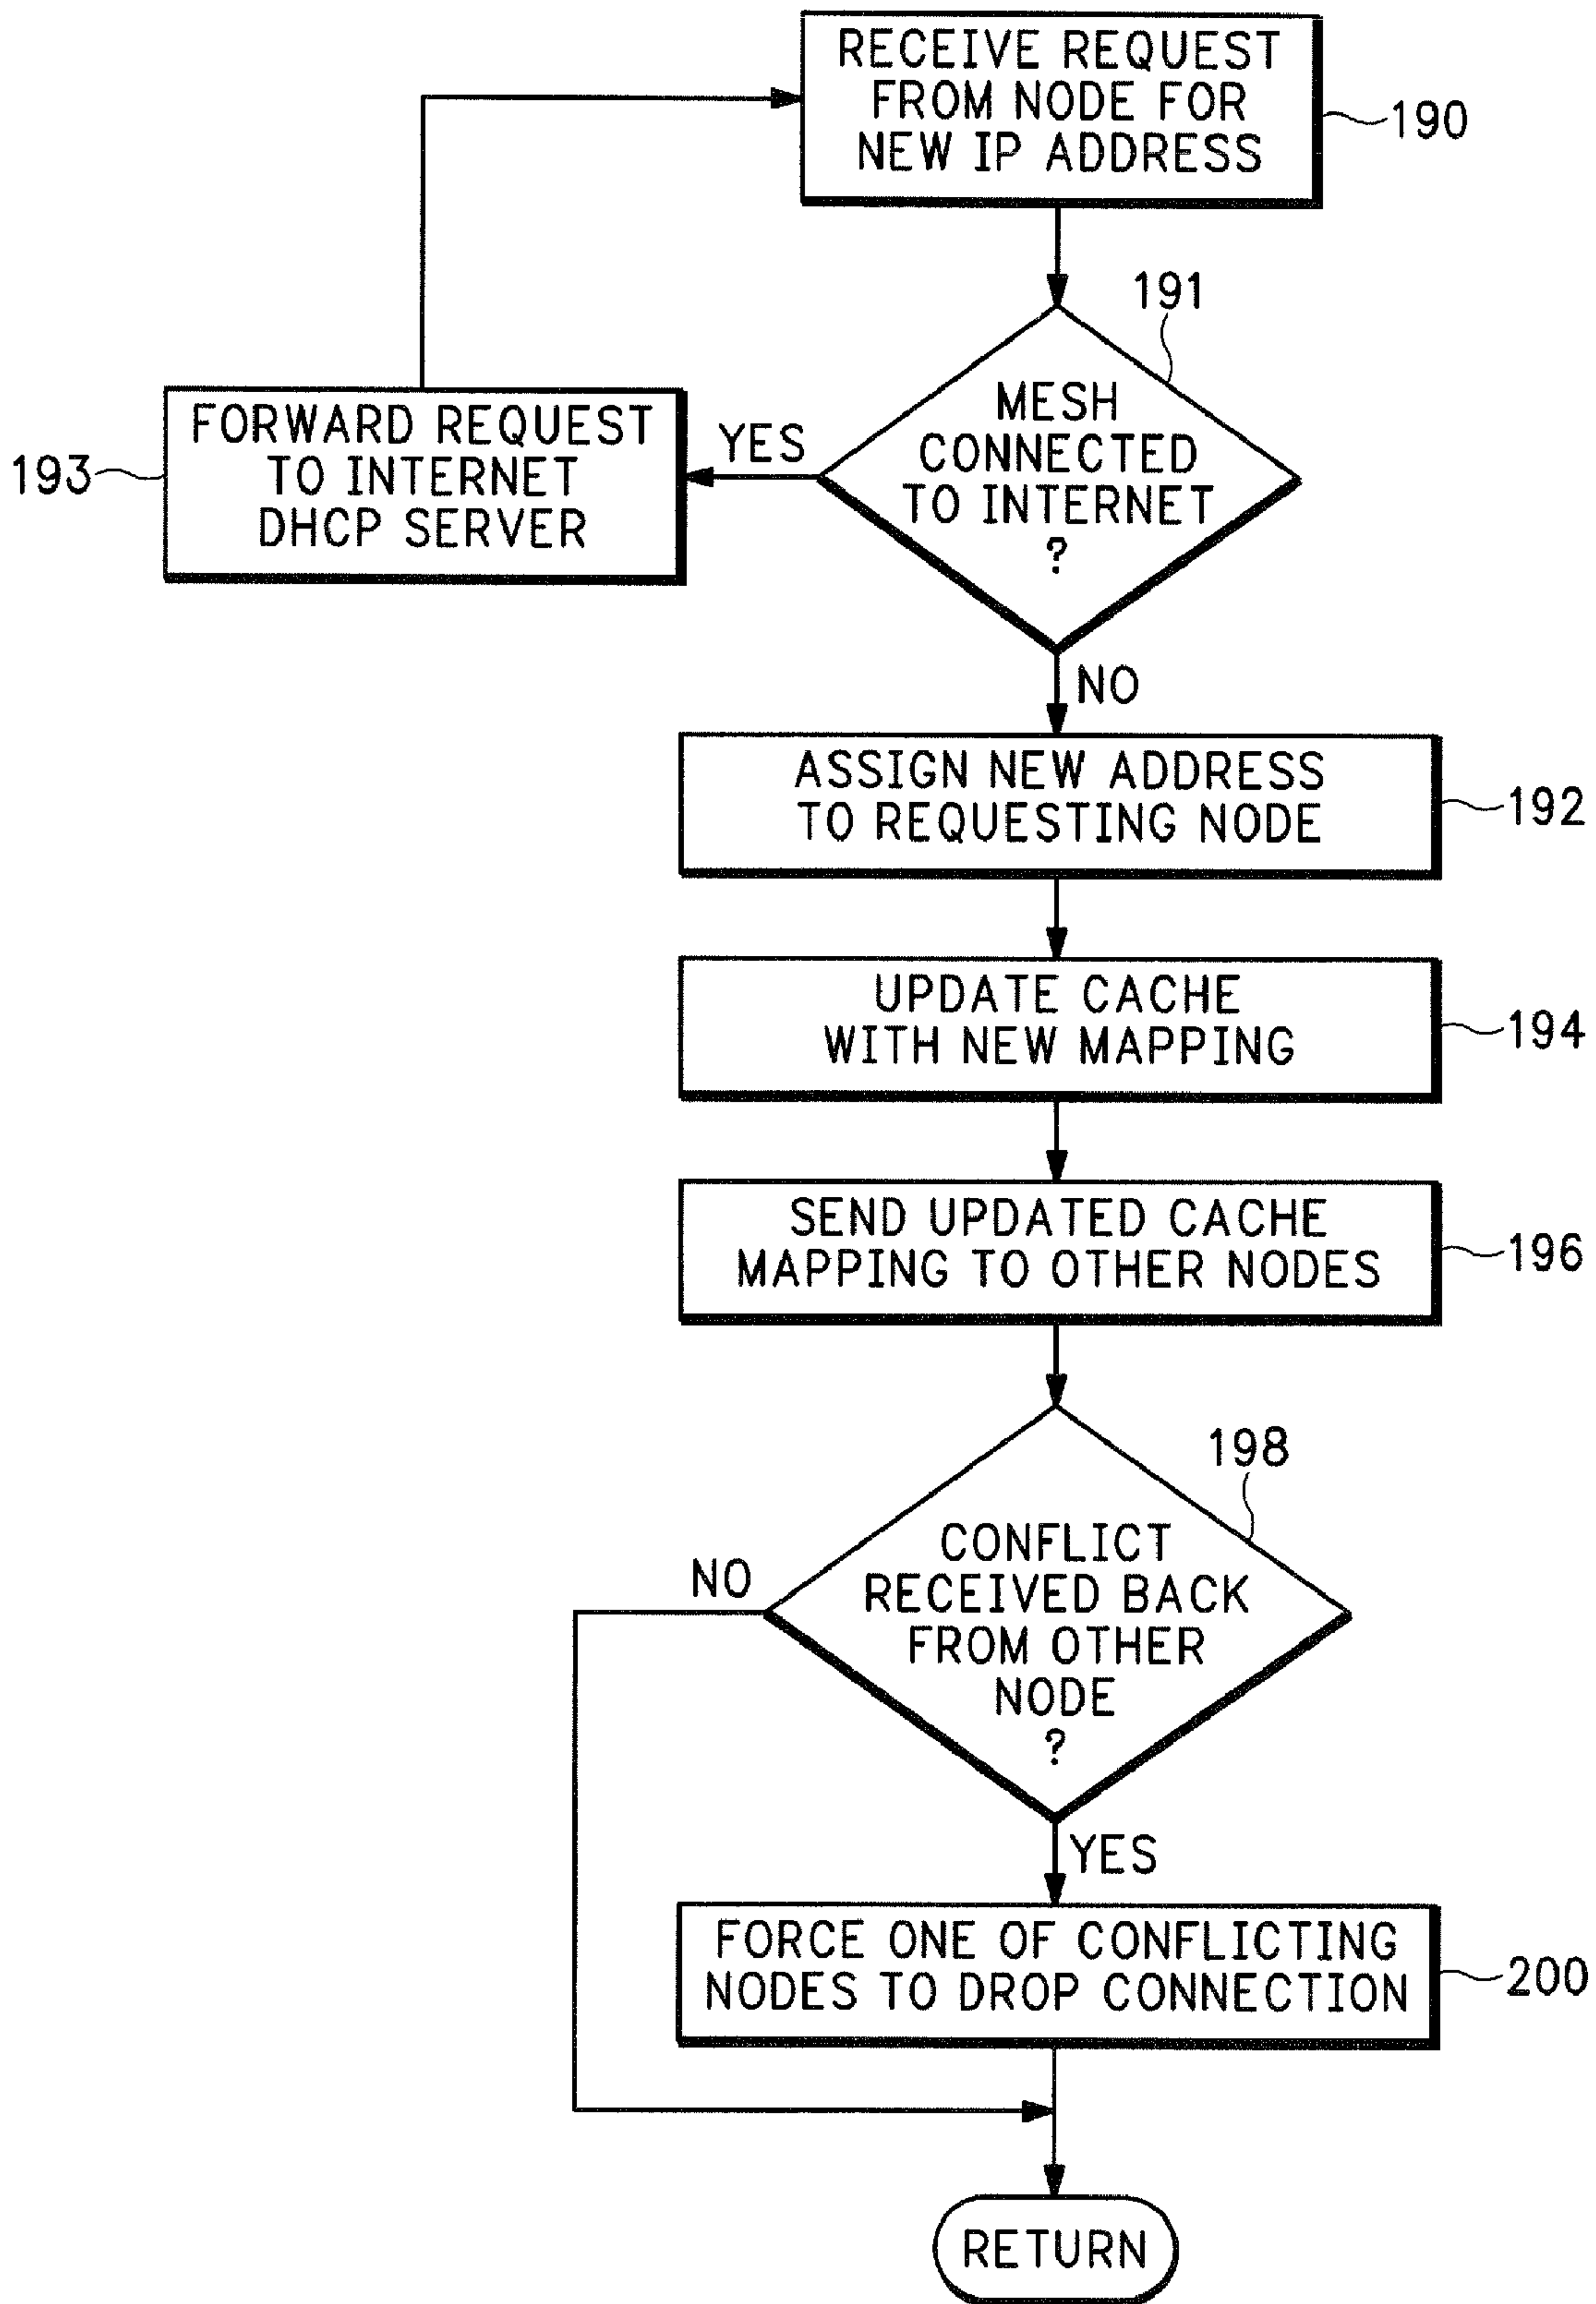 RECEIVE REQUEST
FROM NODE FOR
NEW IP ADDRESS
190
191
MESH
CONNECTED
TO INTERNET
?
YES
FORWARD REQUEST
TO INTERNET
DHCP SERVER
193
NO
ASSIGN NEW ADDRESS
TO REQUESTING NODE
192
UPDATE CACHE
WITH NEW MAPPING
194
SEND UPDATED CACHE
MAPPING TO OTHER NODES
196
198
CONFLICT
RECEIVED BACK
FROM OTHER
NODE
?
NO
YES
FORCE ONE OF CONFLICTING
NODES TO DROP CONNECTION
200
RETURN